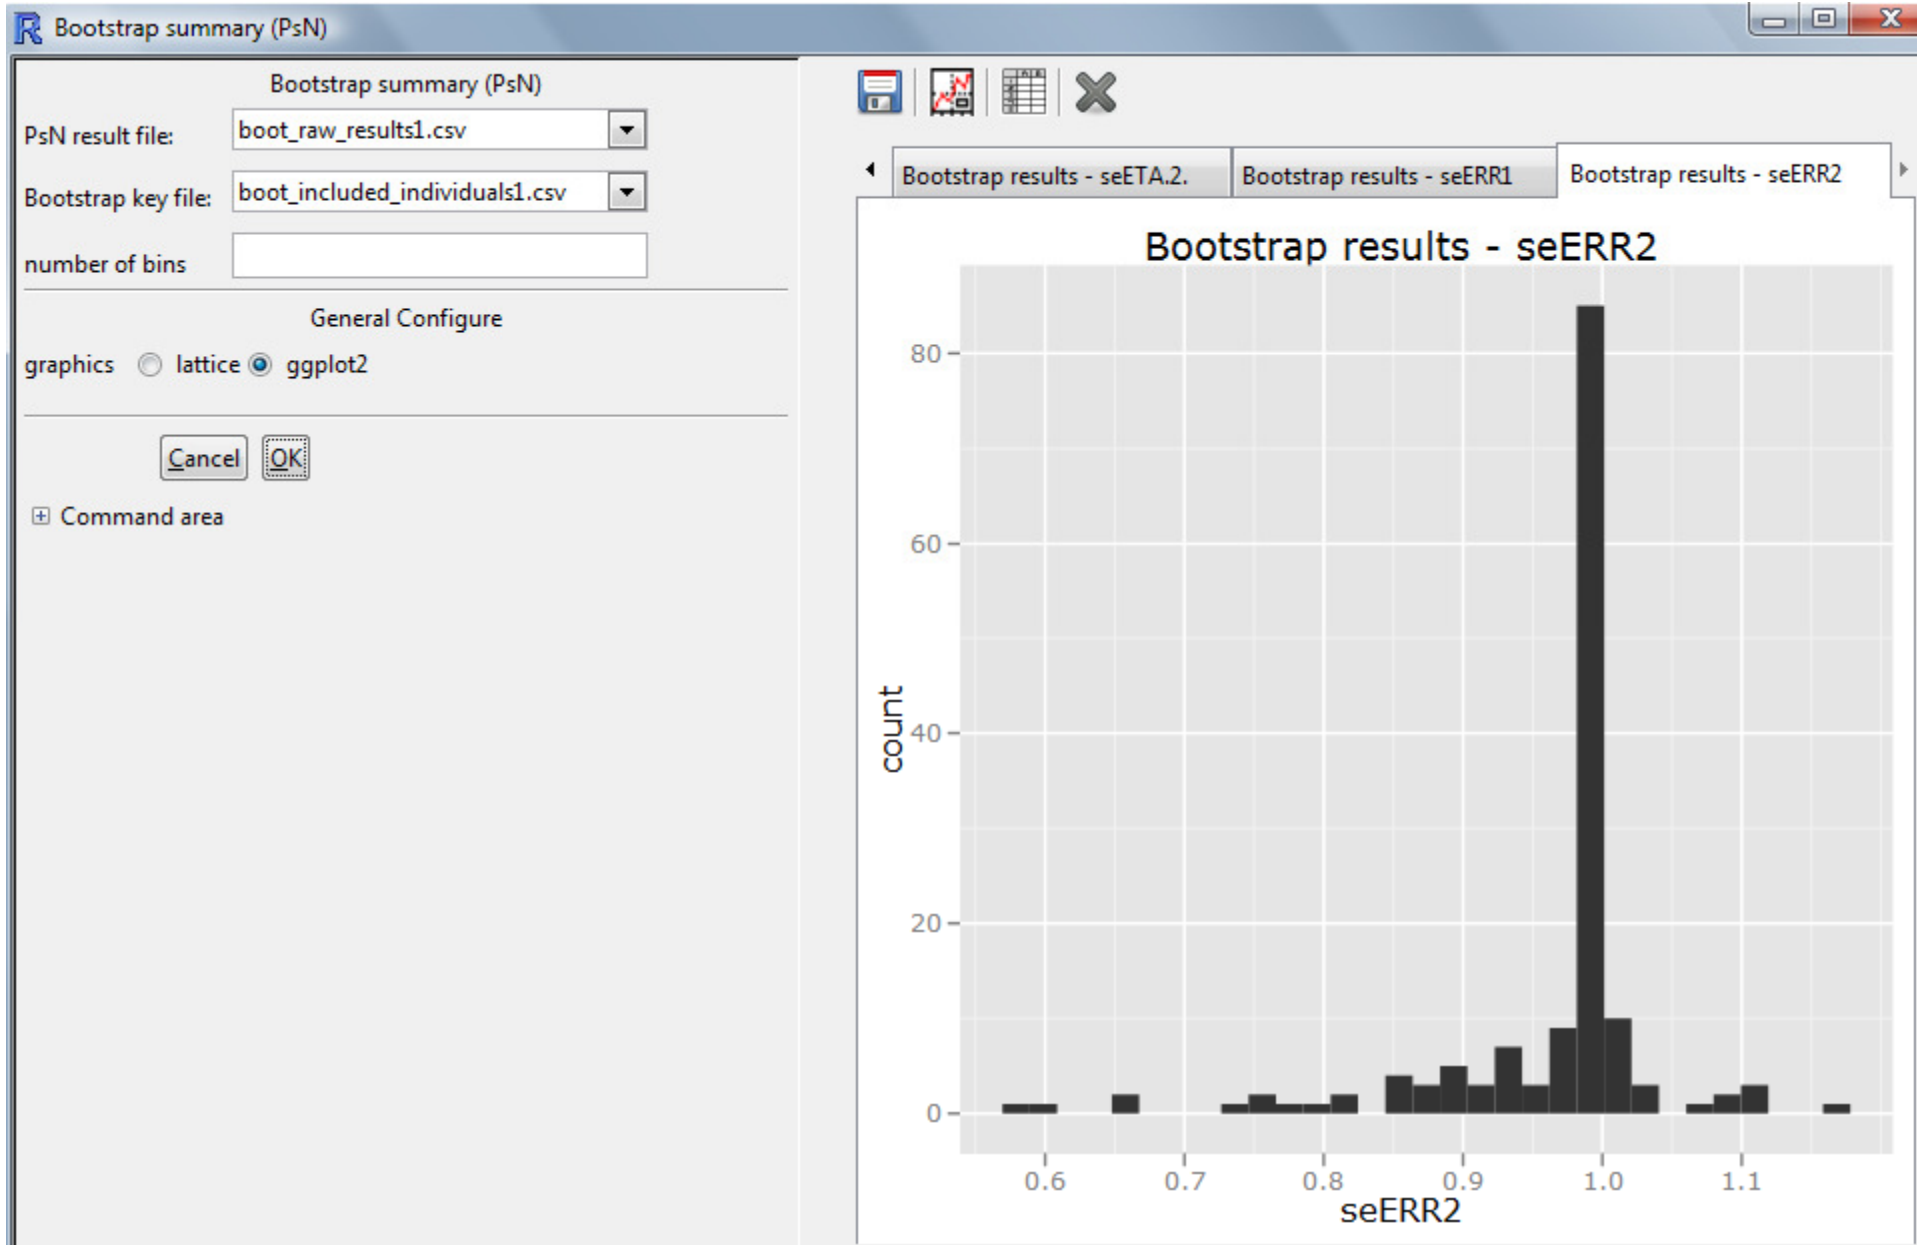 Bootstrap summary (PsN)
Bootstrap summary (PsN)
PsN result file: boot_raw_results1.csv
Bootstrap key file: boot_included_individuals1.csv
number of bins
General Configure
graphics lattice ggplot2
Cancel OK
Command area
Bootstrap results - seETA.2. Bootstrap results - seERR1 Bootstrap results - seERR2
Bootstrap results - seERR2
80
60
40
20
0
count
0.6 0.7 0.8 0.9 1.0 1.1
seERR2